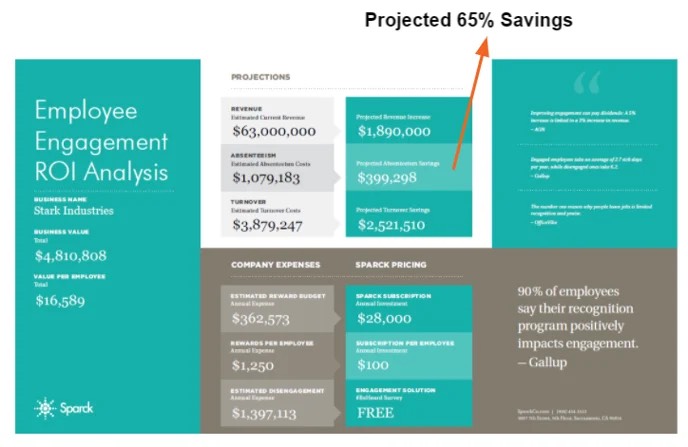 Projected 65% Savings
Employee
Engagement
ROI Analysis
BUSINESS NAME
Stark Industries
BUSINESS VALUE
Total
$4,810,808
VALUE PER EMPLOYEE
Total
$16,589
Sparck
PROJECTIONS
REVENUE
Estimated Current Revenue
$63,000,000
Projected Revenue Increase
$1,890,000
ABSENTEEISM
Estimated Absenteeism Costs
$1,079,183
Projected Absenteeism Savings
$399,298
TURNOVER
Estimated Turnover Costs
$3,879,247
Projected Turnover Savings
$2,521,510
COMPANY EXPENSES
ESTIMATED REWARD BUDGET
Annual Expense
$362,573
REWARDS PER EMPLOYEE
Annual Expense
$1,250
ESTIMATED DISENGAGEMENT
Annual Expense
$1,397,113
SPARCK PRICING
SPARCK SUBSCRIPTION
Annual Investment
$28,000
SUBSCRIPTION PER EMPLOYEE
Annual Investment
$100
ENGAGEMENT SOLUTION
FREE
“
Improving engagement can pay dividends: A 5%
increase is linked to a 3% increase in revenue.
– AON
Engaged employees take an average of 2.7 sick days
per year, while disengaged ones take 6.2.
– Gallup
The number one reason why people leave jobs is limited
recognition and praise.
– OfficeVibe
90% of employees
say their recognition
program positively
impacts engagement.
– Gallup